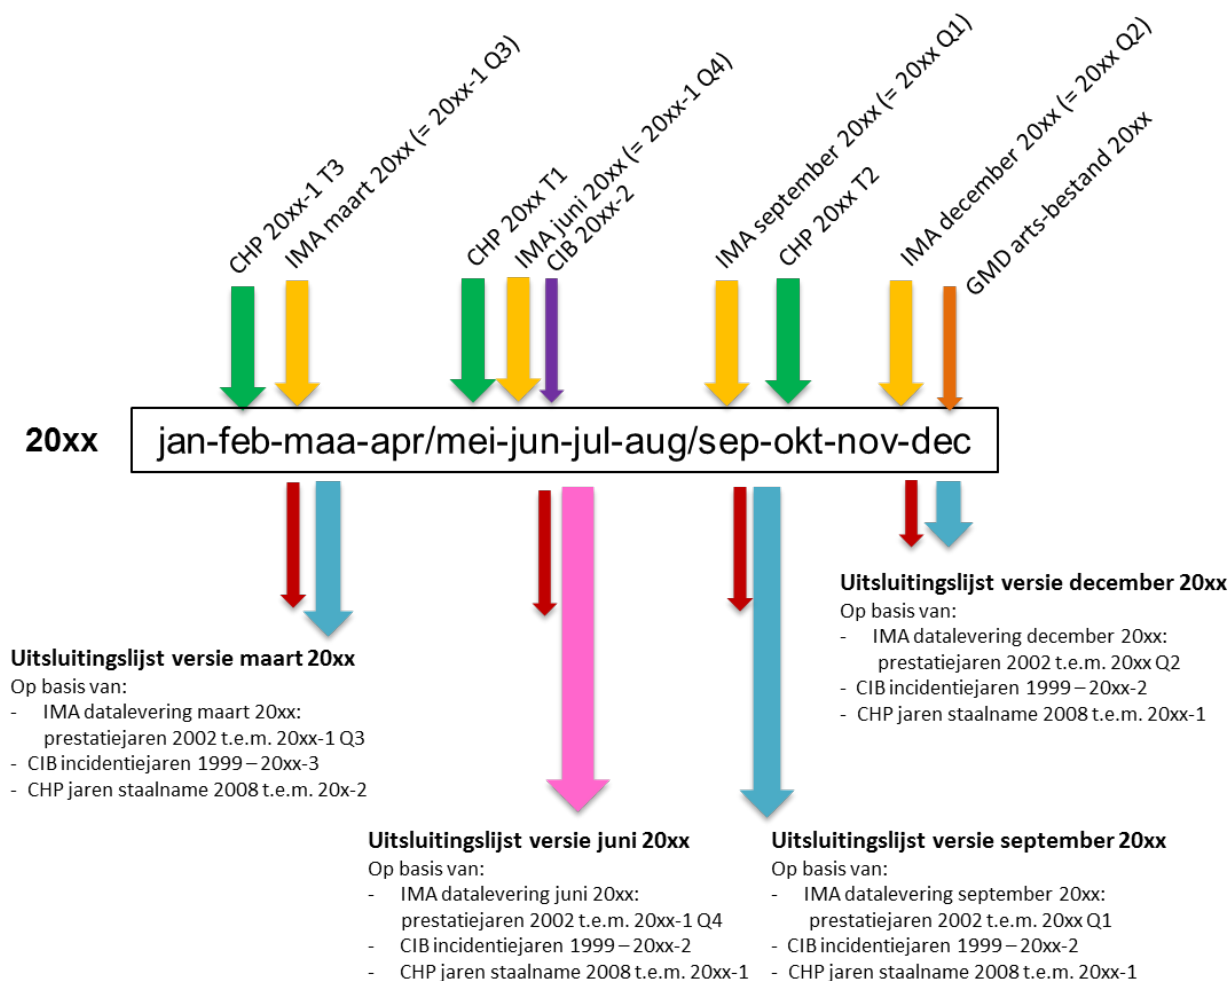 CHP 20xx-1 T3
IMA maart 20xx (= 20xx-1 Q3)
CHP 20xx T1
IMA juni 20xx (= 20xx-1 Q4)
CIB 20xx-2
IMA september 20xx (= 20xx Q1)
CHP 20xx T2
IMA december 20xx (= 20xx Q2)
GMD arts-bestand 20xx
20xx
jan-feb-maa-apr/mei-jun-jul-aug/sep-okt-nov-dec
Uitsluitingslijst versie maart 20xx
Op basis van:
- IMA datalevering maart 20xx:
prestatiejaren 2002 t.e.m. 20xx-1 Q3
- CIB incidentiejaren 1999 – 20xx-3
- CHP jaren staalname 2008 t.e.m. 20x-2
Uitsluitingslijst versie juni 20xx
Op basis van:
- IMA datalevering juni 20xx:
prestatiejaren 2002 t.e.m. 20xx-1 Q4
- CIB incidentiejaren 1999 – 20xx-2
- CHP jaren staalname 2008 t.e.m. 20xx-1
Uitsluitingslijst versie september 20xx
Op basis van:
- IMA datalevering september 20xx:
prestatiejaren 2002 t.e.m. 20xx Q1
- CIB incidentiejaren 1999 – 20xx-2
- CHP jaren staalname 2008 t.e.m. 20xx-1
Uitsluitingslijst versie december 20xx
Op basis van:
- IMA datalevering december 20xx:
prestatiejaren 2002 t.e.m. 20xx Q2
- CIB incidentiejaren 1999 – 20xx-2
- CHP jaren staalname 2008 t.e.m. 20xx-1